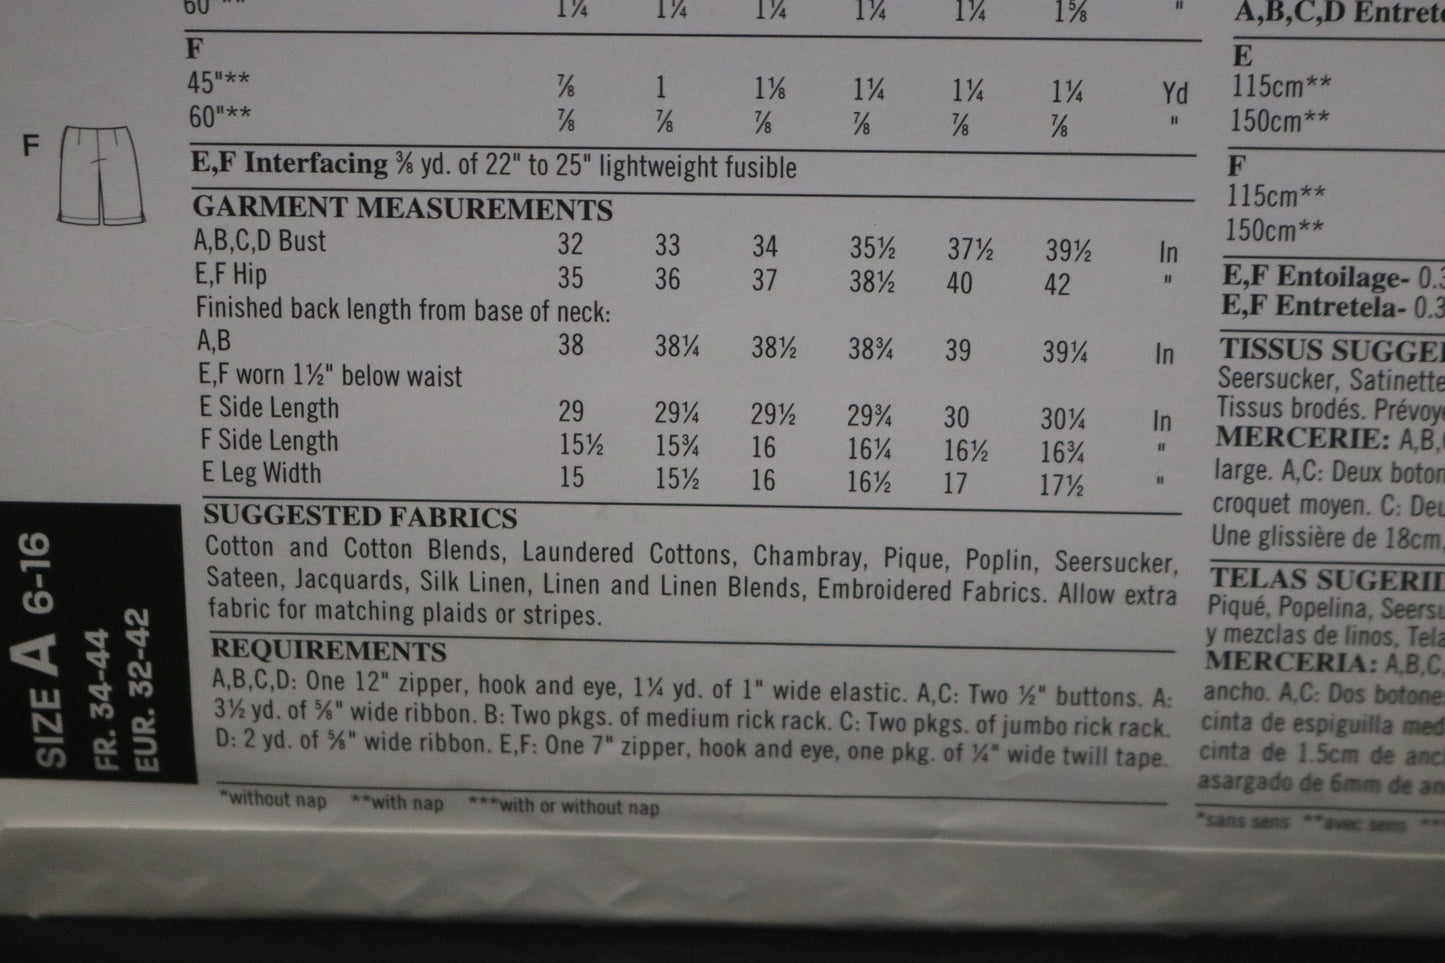 60"**	1¼	1¼	1¼	1¼	1¼	1⅝	"
F
45"**	⅞	1	1⅛	1¼	1¼	1¼	Yd
60"**	⅞	⅞	⅞	⅞	⅞	⅞	"
E,F Interfacing ⅜ yd. of 22" to 25" lightweight fusible
GARMENT MEASUREMENTS
A,B,C,D Bust	32	33	34	35½	37½	39½	In
E,F Hip	35	36	37	38½	40	42	"
Finished back length from base of neck:
A,B	38	38¼	38½	38¾	39	39¼	In
E,F worn 1½" below waist
E Side Length	29	29¼	29½	29¾	30	30¼	In
F Side Length	15½	15¾	16	16¼	16½	16¾	"
E Leg Width	15	15½	16	16½	17	17½	"
SUGGESTED FABRICS
Cotton and Cotton Blends, Laundered Cottons, Chambray, Pique, Poplin, Seersucker,
Sateen, Jacquards, Silk Linen, Linen and Linen Blends, Embroidered Fabrics. Allow extra
fabric for matching plaids or stripes.
REQUIREMENTS
A,B,C,D: One 12" zipper, hook and eye, 1¼ yd. of 1" wide elastic. A,C: Two ½" buttons. A:
3½ yd. of ⅝" wide ribbon. B: Two pkgs. of medium rick rack. C: Two pkgs. of jumbo rick rack.
D: 2 yd. of ⅝" wide ribbon. E,F: One 7" zipper, hook and eye, one pkg. of ¼" wide twill tape.
*without nap **with nap ***with or without nap
F
SIZE A 6-16
FR. 34-44
EUR. 32-42
A,B,C,D Entrete
E
115cm**
150cm**
F
115cm**
150cm**
E,F Entoilage- 0.3
E,F Entretela- 0.3
TISSUS SUGGE
Seersucker, Satinette
Tissus brodés. Prévoy
MERCERIE: A,B,
large. A,C: Deux boton
croquet moyen. C: Deu
Une glissière de 18cm,
TELAS SUGERID
Piqué, Popelina, Seersu
y mezclas de linos, Tela
MERCERIA: A,B,C,
ancho. A,C: Dos botone
cinta de espiguilla med
cinta de 1.5cm de anc
asargado de 6mm de an
*sans sens **avec sens **